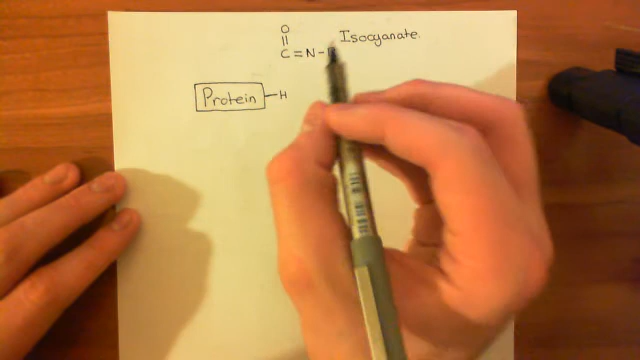 O
||
C=N-
Isocyanate.
Protein-H